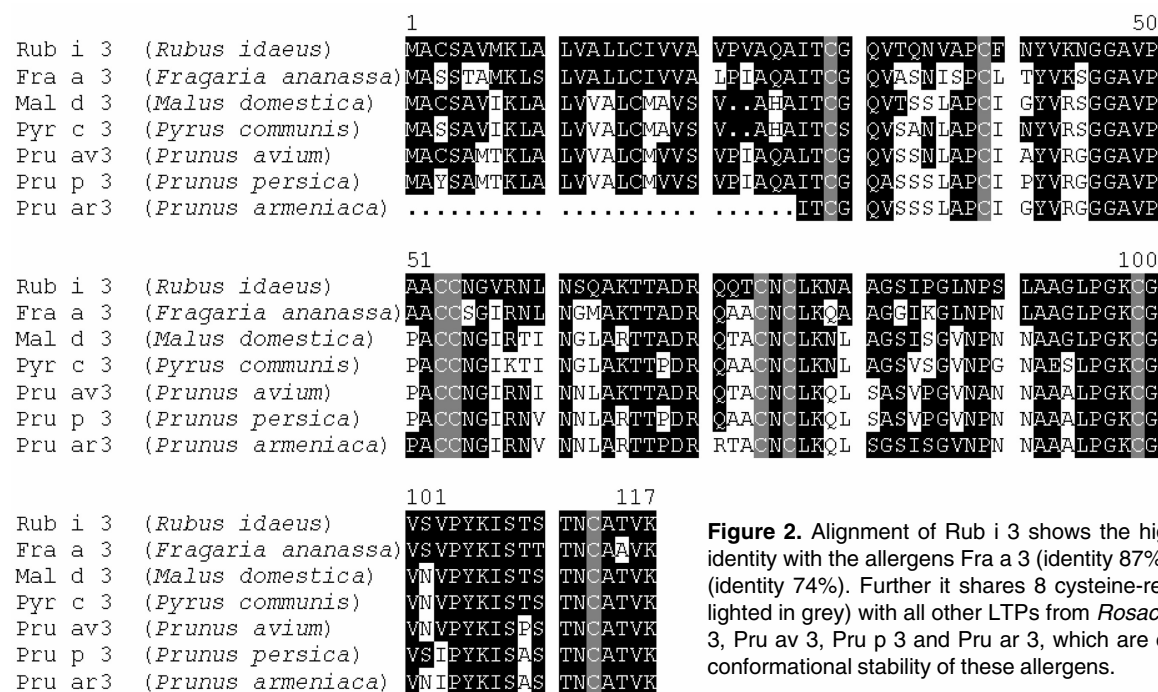 1 50
Rub i 3 (Rubus idaeus) MACSAVMKLA LVALLCIVVA VPVAQAITCG QVTQNVAPCF NYVKNGGAVP
Fra a 3 (Fragaria ananassa) MASSTAMKLS LVALLCIVVA LPIAQAITCG QVASNISPCL TYVKSGGAVP
Mal d 3 (Malus domestica) MACSAVIKLA LVVALCMAVS V..AHAITCG QVTSSLAPCI GYVRSGGAVP
Pyr c 3 (Pyrus communis) MASSAVIKLA LVVALCMAVS V..AHAITCS QVSANLAPCI NYVRSGGAVP
Pru av3 (Prunus avium) MACSAMTKLA LVVALCMVVS VPIAQALTCG QVSSNLAPCI AYVRGGGAVP
Pru p 3 (Prunus persica) MAYSAMTKLA LVVALCMVVS VPIAQAITCG QASSSLAPCI PYVRGGGAVP
Pru ar3 (Prunus armeniaca) .......... .......... ......ITCG QVSSSLAPCI GYVRGGGAVP
51 100
Rub i 3 (Rubus idaeus) AACCNGVRNL NSQAKTTADR QQTCNCLKNA AGSIPGLNPS LAAGLPGKCG
Fra a 3 (Fragaria ananassa) AACCSGIRNL NGMAKTTADR QAACNCLKQA AGGIKGLNPN LAAGLPGKCG
Mal d 3 (Malus domestica) PACCNGIRTI NGLARTTADR QTACNCLKNL AGSISGVNPN NAAGLPGKCG
Pyr c 3 (Pyrus communis) PACCNGIKTI NGLAKTTPDR QAACNCLKNL AGSVSGVNPG NAESLPGKCG
Pru av3 (Prunus avium) PACCNGIRNI NNLAKTTADR QTACNCLKQL SASVPGVNAN NAAALPGKCG
Pru p 3 (Prunus persica) PACCNGIRNV NNLARTTPDR QAACNCLKQL SASVPGVNPN NAAALPGKCG
Pru ar3 (Prunus armeniaca) PACCNGIRNV NNLARTTPDR RTACNCLKQL SGSISGVNPN NAAALPGKCG
101 117
Rub i 3 (Rubus idaeus) VSVPYKISTS TNCATVK
Fra a 3 (Fragaria ananassa) VSVPYKISTT TNCAAVK
Mal d 3 (Malus domestica) VNVPYKISTS TNCATVK
Pyr c 3 (Pyrus communis) VNVPYKISTS TNCATVK
Pru av3 (Prunus avium) VNVPYKISPS TNCATVK
Pru p 3 (Prunus persica) VSIPYKISAS TNCATVK
Pru ar3 (Prunus armeniaca) VNIPYKISAS TNCATVK
Figure 2. Alignment of Rub i 3 shows the hig
identity with the allergens Fra a 3 (identity 87%
(identity 74%). Further it shares 8 cysteine-re
lighted in grey) with all other LTPs from Rosac
3, Pru av 3, Pru p 3 and Pru ar 3, which are
conformational stability of these allergens.